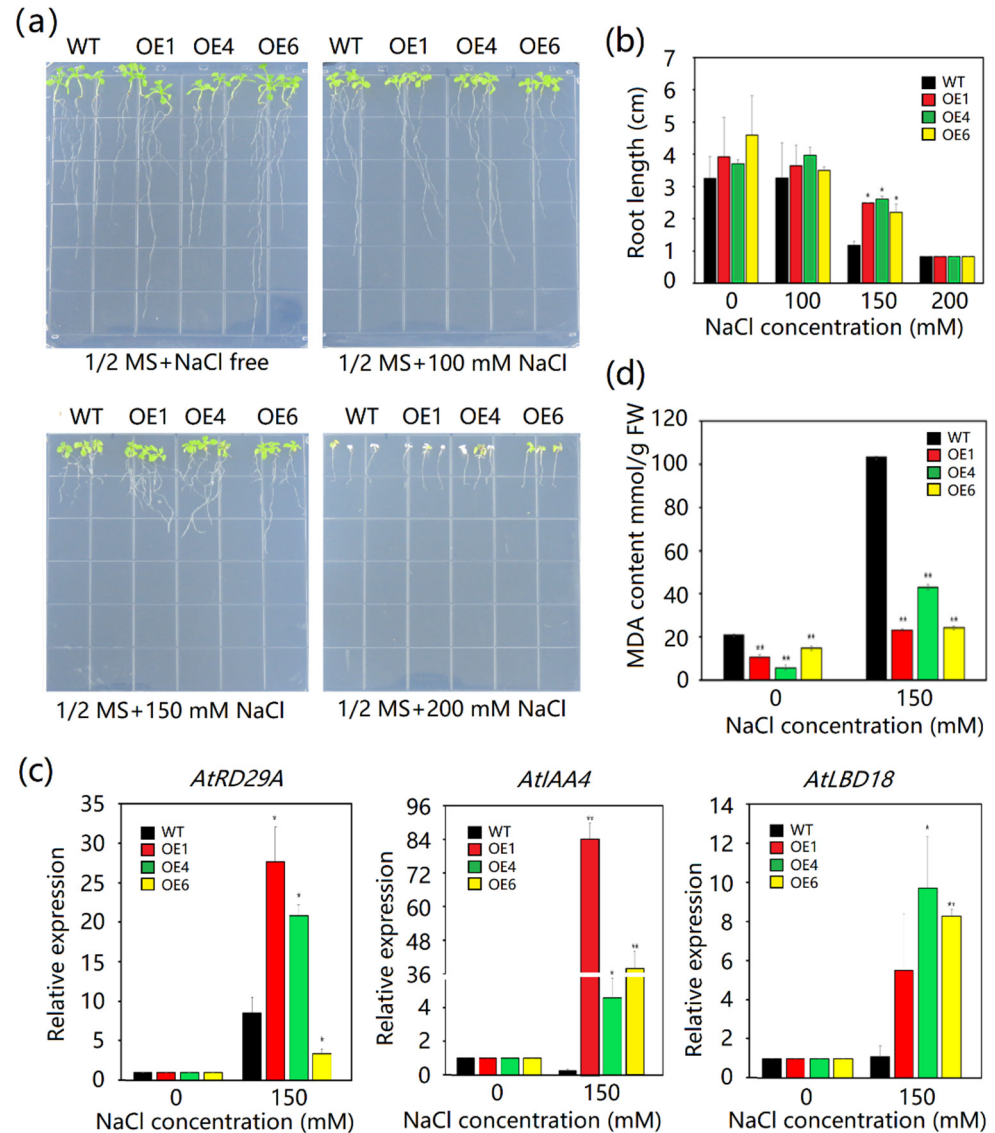 (a)
WT OE1 OE4 OE6
WT OE1 OE4 OE6
1/2 MS+NaCl free
1/2 MS+100 mM NaCl
WT OE1 OE4 OE6
WT OE1 OE4 OE6
1/2 MS+150 mM NaCl
1/2 MS+200 mM NaCl
(b)
Root length (cm)
7
6
5
4
3
2
1
0
WT
OE1
OE4
OE6
* * *
0 100 150 200
NaCl concentration (mM)
(d)
MDA content mmol/g FW
120
100
80
60
40
20
0
WT
OE1
OE4
OE6
** ** **
** ** **
0 150
NaCl concentration (mM)
(c)
AtRD29A
Relative expression
35
30
25
20
15
10
5
0
WT
OE1
OE4
OE6
* * *
0 150
NaCl concentration (mM)
AtIAA4
Relative expression
96
84
72
60
48
36
4
2
0
WT
OE1
OE4
OE6
** * **
0 150
NaCl concentration (mM)
AtLBD18
Relative expression
14
12
10
8
6
4
2
0
WT
OE1
OE4
OE6
* **
0 150
NaCl concentration (mM)